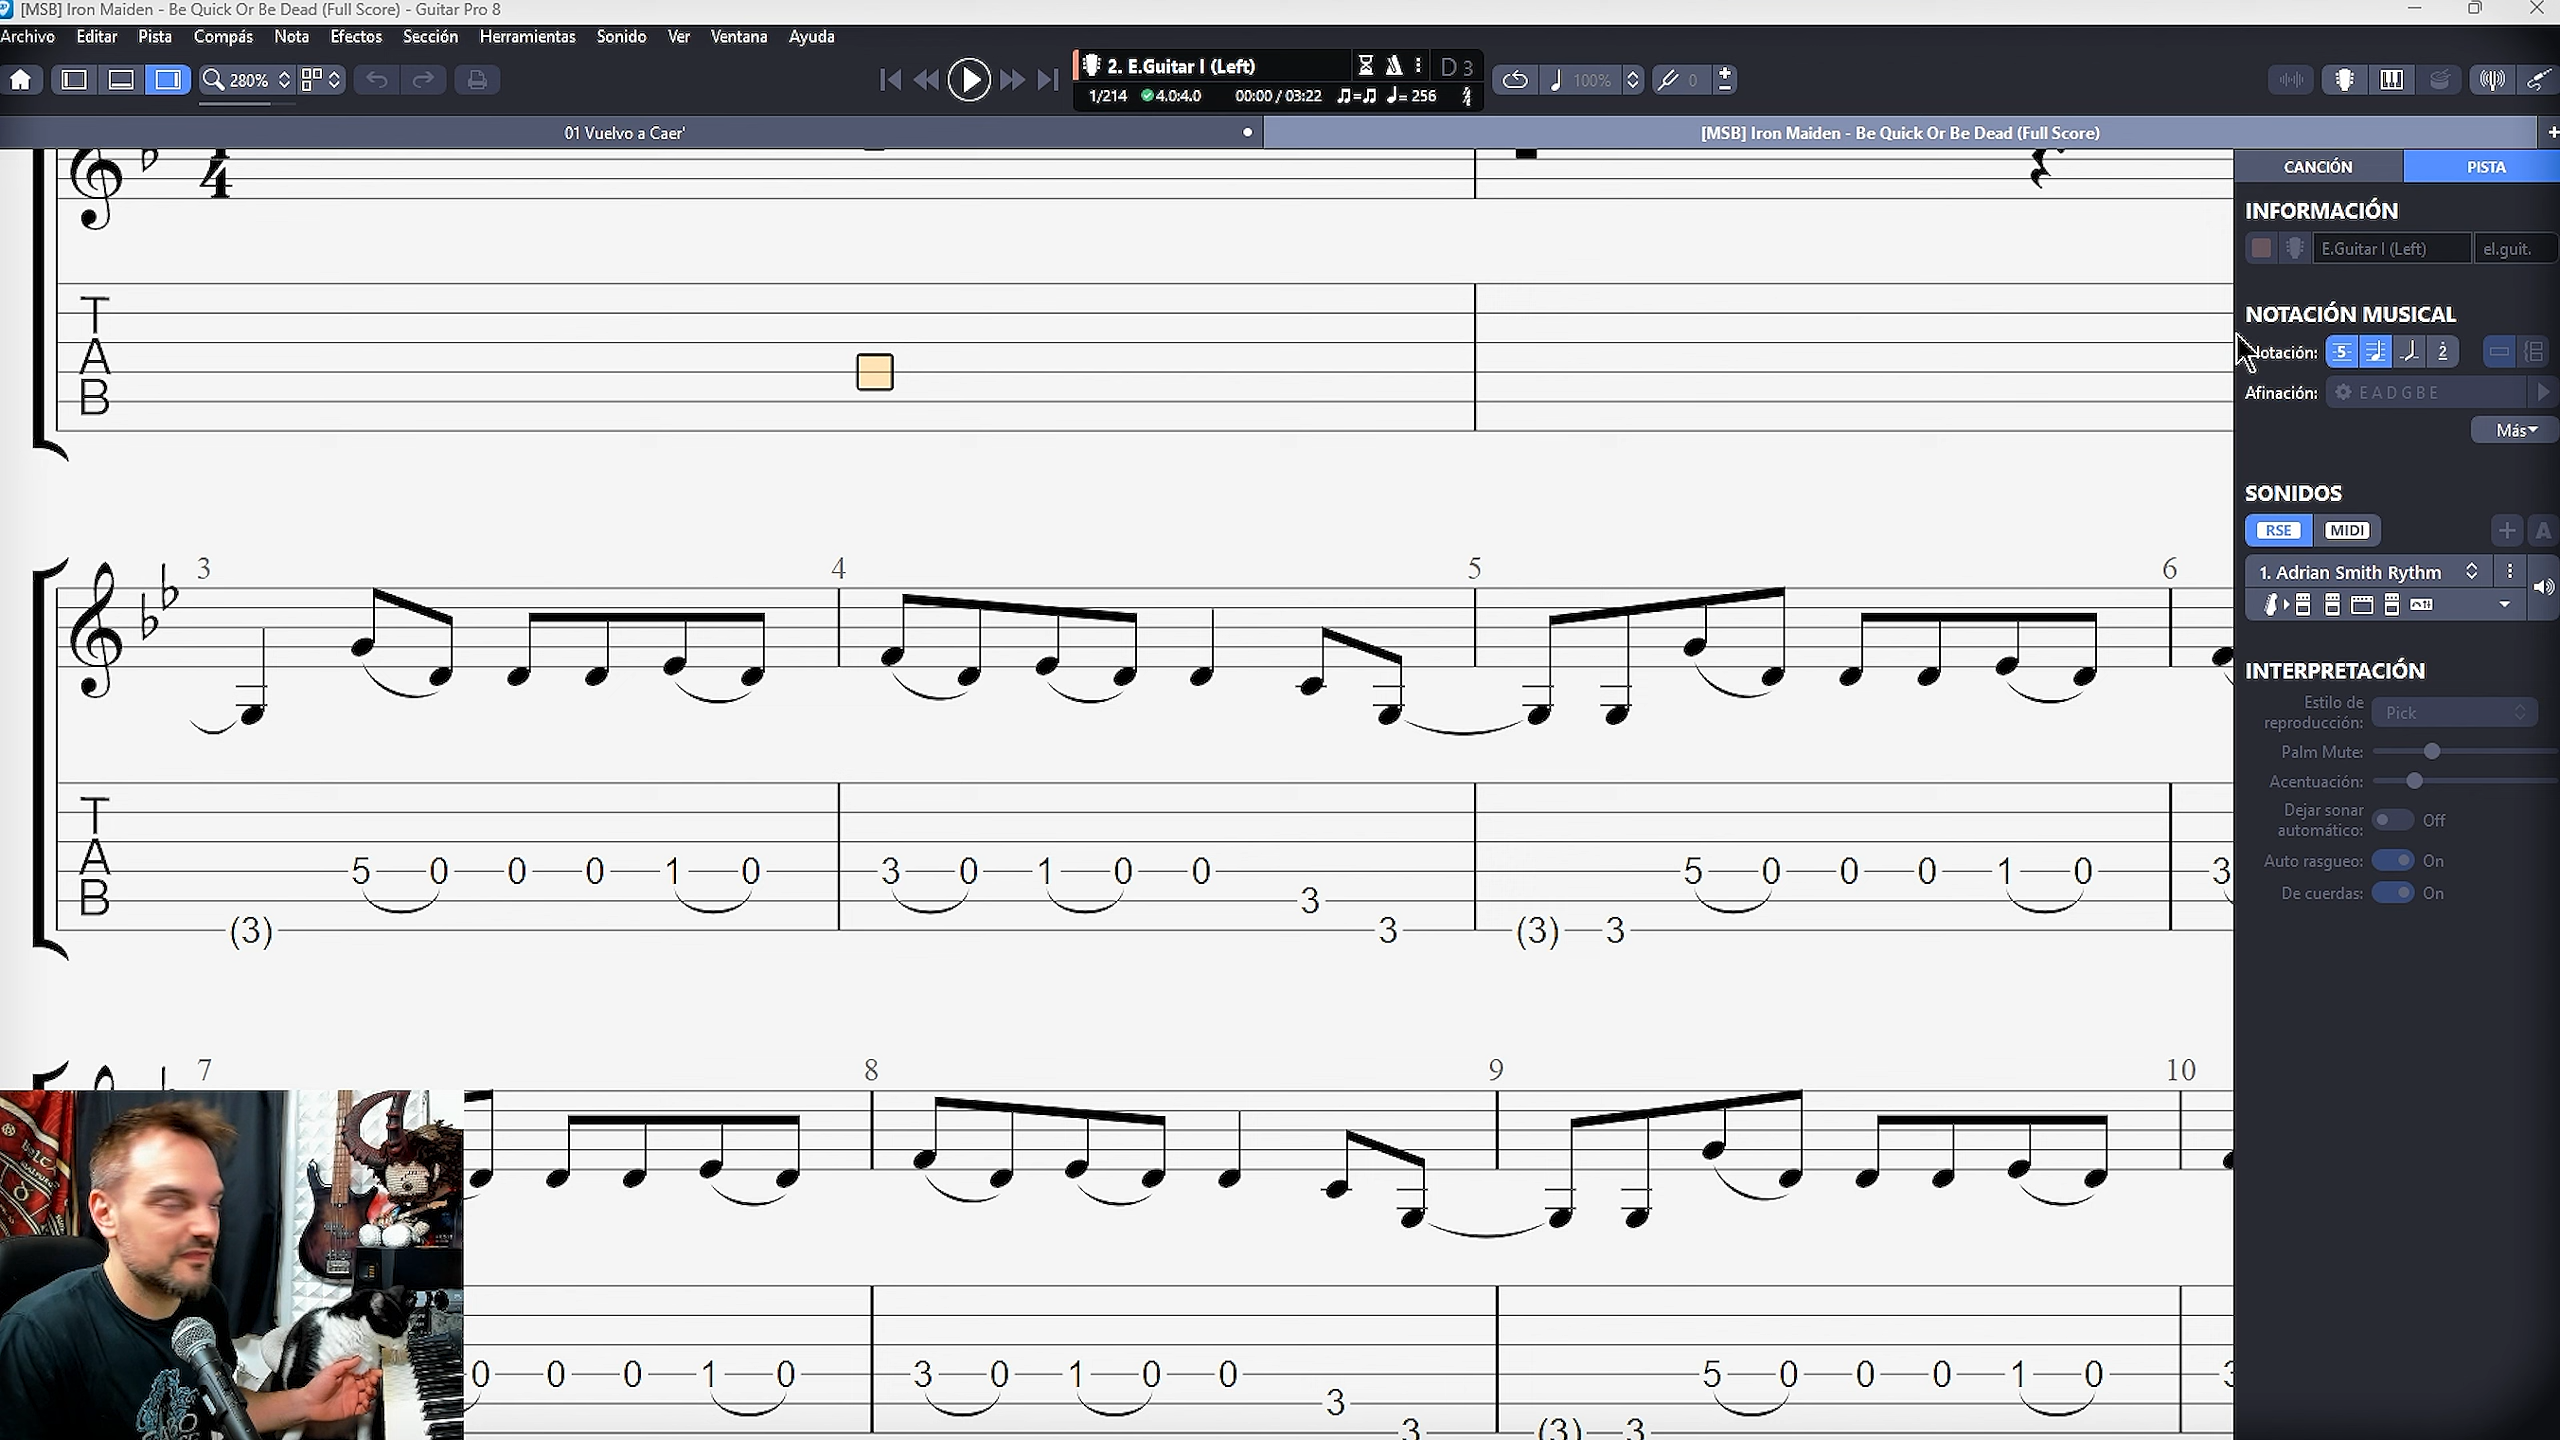 [MSB] Iron Maiden - Be Quick Or Be Dead (Full Score) - Guitar Pro 8
Archivo Editar Pista Compás Nota Efectos Sección Herramientas Sonido Ver Ventana Ayuda
280%
2. E.Guitar I (Left)
D 3
1/214 4.0:4.0 00:00 / 03:22 = 256
100%
0
01 Vuelvo a Caer'
[MSB] Iron Maiden - Be Quick Or Be Dead (Full Score)
CANCIÓN PISTA
INFORMACIÓN
E.Guitar I (Left) el.guit.
NOTACIÓN MUSICAL
Notación:
Afinación: E A D G B E
Más
SONIDOS
RSE MIDI
1. Adrian Smith Rythm
INTERPRETACIÓN
Estilo de reproducción: Pick
Palm Mute:
Acentuación:
Dejar sonar automático: Off
Auto rasgueo: On
De cuerdas: On
4
T
A
B
3 4 5 6
T
A
B
5 0 0 0 1 0 3 0 1 0 0 5 0 0 0 1 0 3
3
(3) 3 (3) 3
7 8 9 10
0 0 0 1 0 3 0 1 0 0 5 0 0 0 1 0 3
3
3 (3) 3